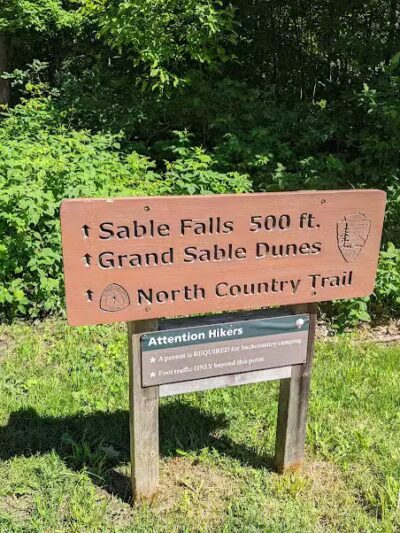 ↑ Sable Falls 500 ft.
↑ Grand Sable Dunes
↑ North Country Trail
Attention Hikers
★ A permit is REQUIRED for backcountry camping
★ Foot traffic ONLY beyond this point